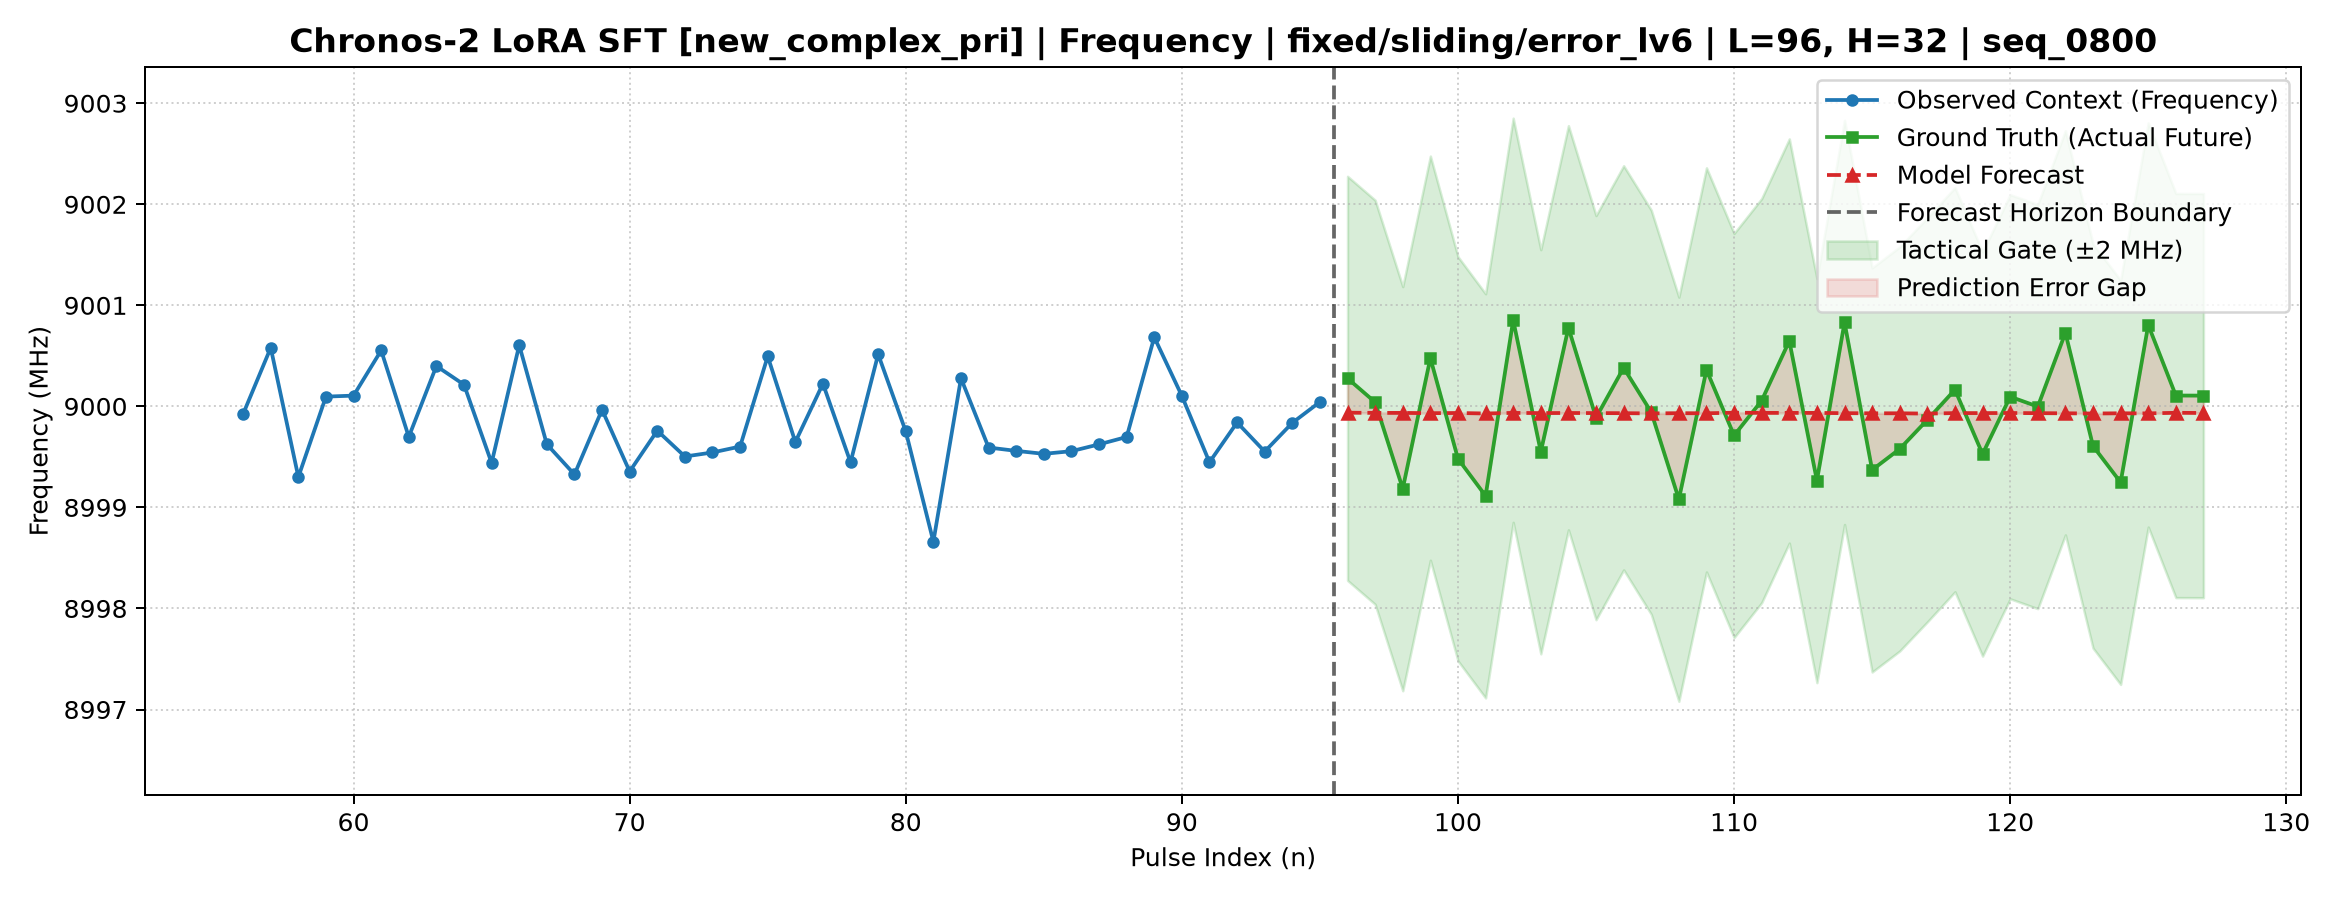 Chronos-2 LoRA SFT [new_complex_pri] | Frequency | fixed/sliding/error_lv6 | L=96, H=32 | seq_0800
Observed Context (Frequency)
Ground Truth (Actual Future)
Model Forecast
Forecast Horizon Boundary
Tactical Gate (±2 MHz)
Prediction Error Gap
Frequency (MHz)
9003
9002
9001
9000
8999
8998
8997
60 70 80 90 100 110 120 130
Pulse Index (n)